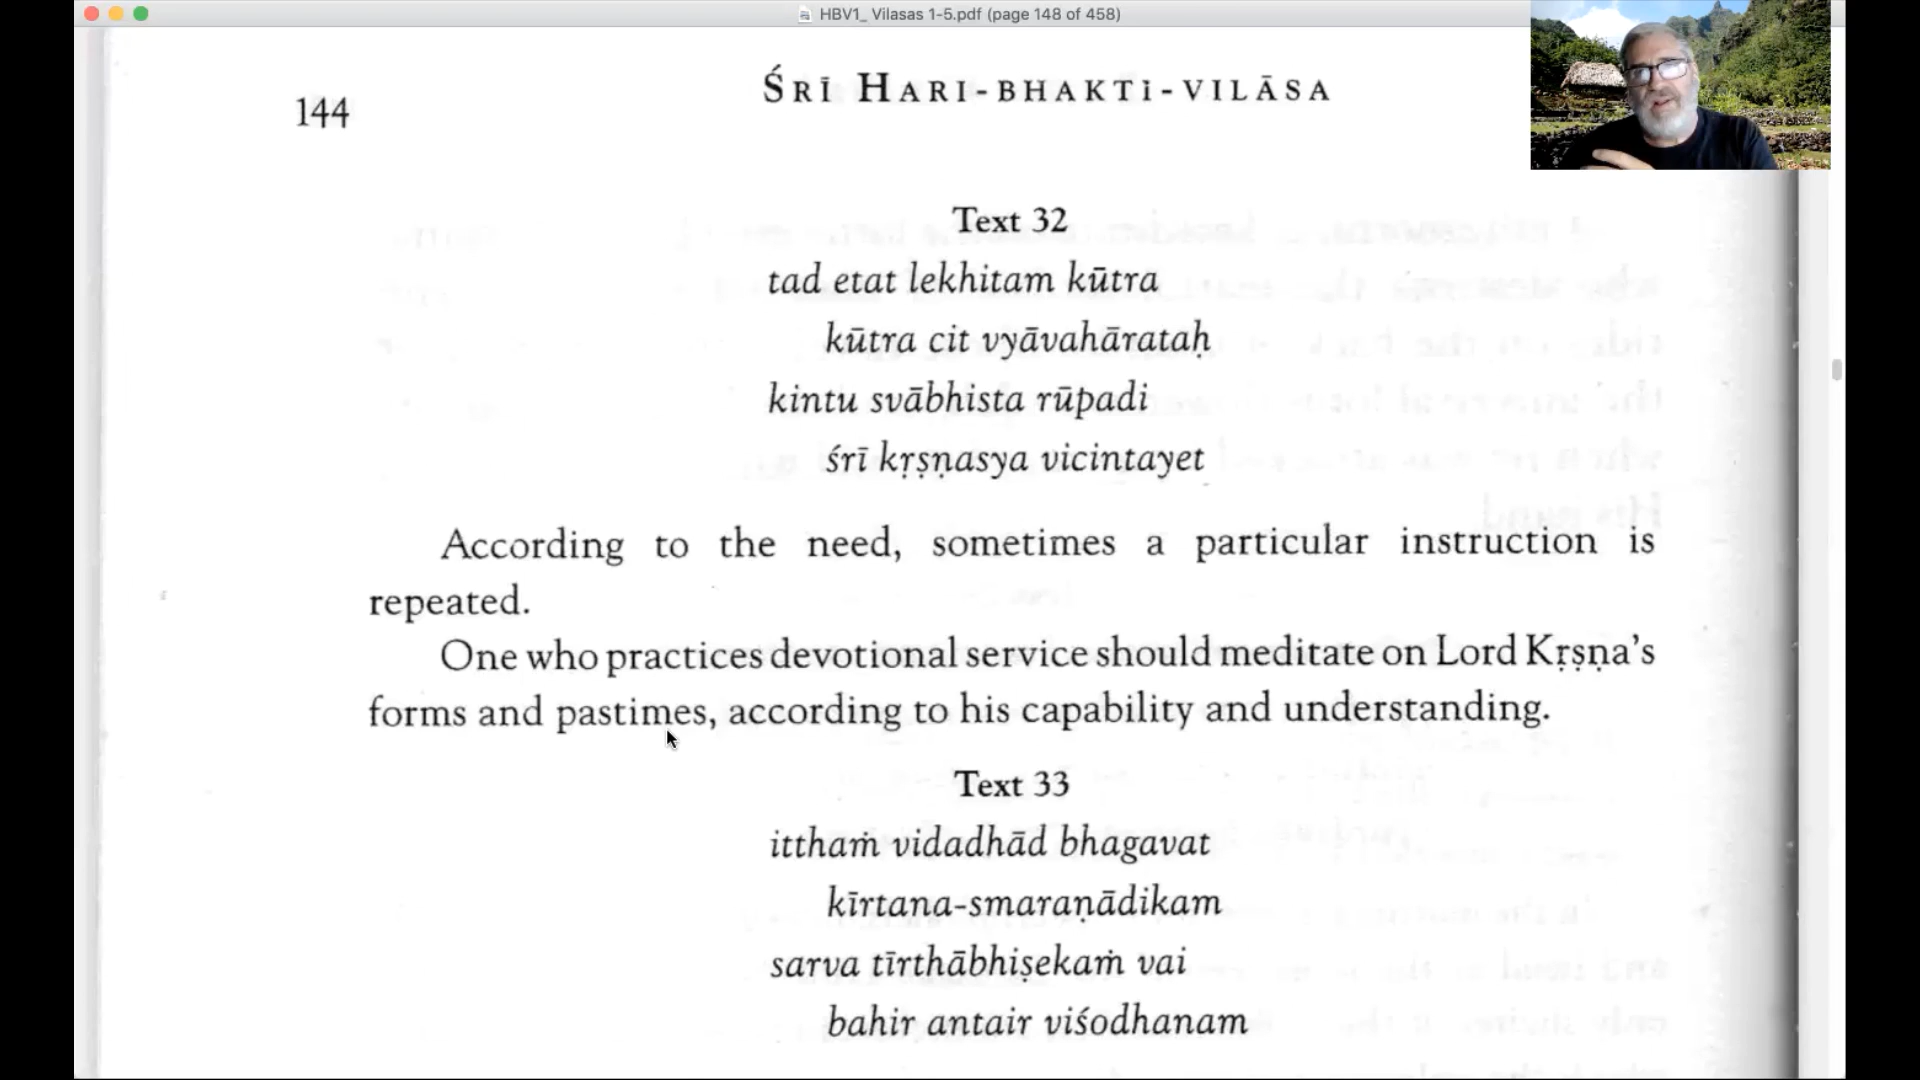 HBV1_ Vilasas 1-5.pdf (page 148 of 458)
144
ŚRĪ HARI-BHAKTi-VILĀSA
Text 32
tad etat lekhitam kūtra
kūtra cit vyāvahārataḥ
kintu svābhista rūpadi
śrī kṛṣṇasya vicintayet
According to the need, sometimes a particular instruction is
repeated.
One who practices devotional service should meditate on Lord Kṛṣṇa's
forms and pastimes, according to his capability and understanding.
Text 33
itthaṁ vidadhād bhagavat
kīrtana-smaraṇādikam
sarva tīrthābhiṣekaṁ vai
bahir antair viśodhanam